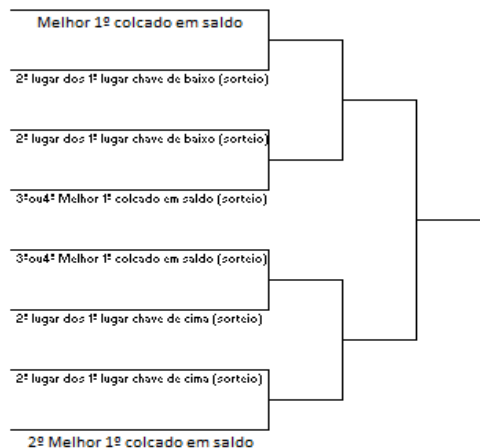 Melhor 1º colcado em saldo
2º lugar dos 1º lugar chave de baixo (sorteio)
2º lugar dos 1º lugar chave de baixo (sorteio)
3ºou4º Melhor 1º colcado em saldo (sorteio)
3ºou4º Melhor 1º colcado em saldo (sorteio)
2º lugar dos 1º lugar chave de cima (sorteio)
2º lugar dos 1º lugar chave de cima (sorteio)
2º Melhor 1º colcado em saldo